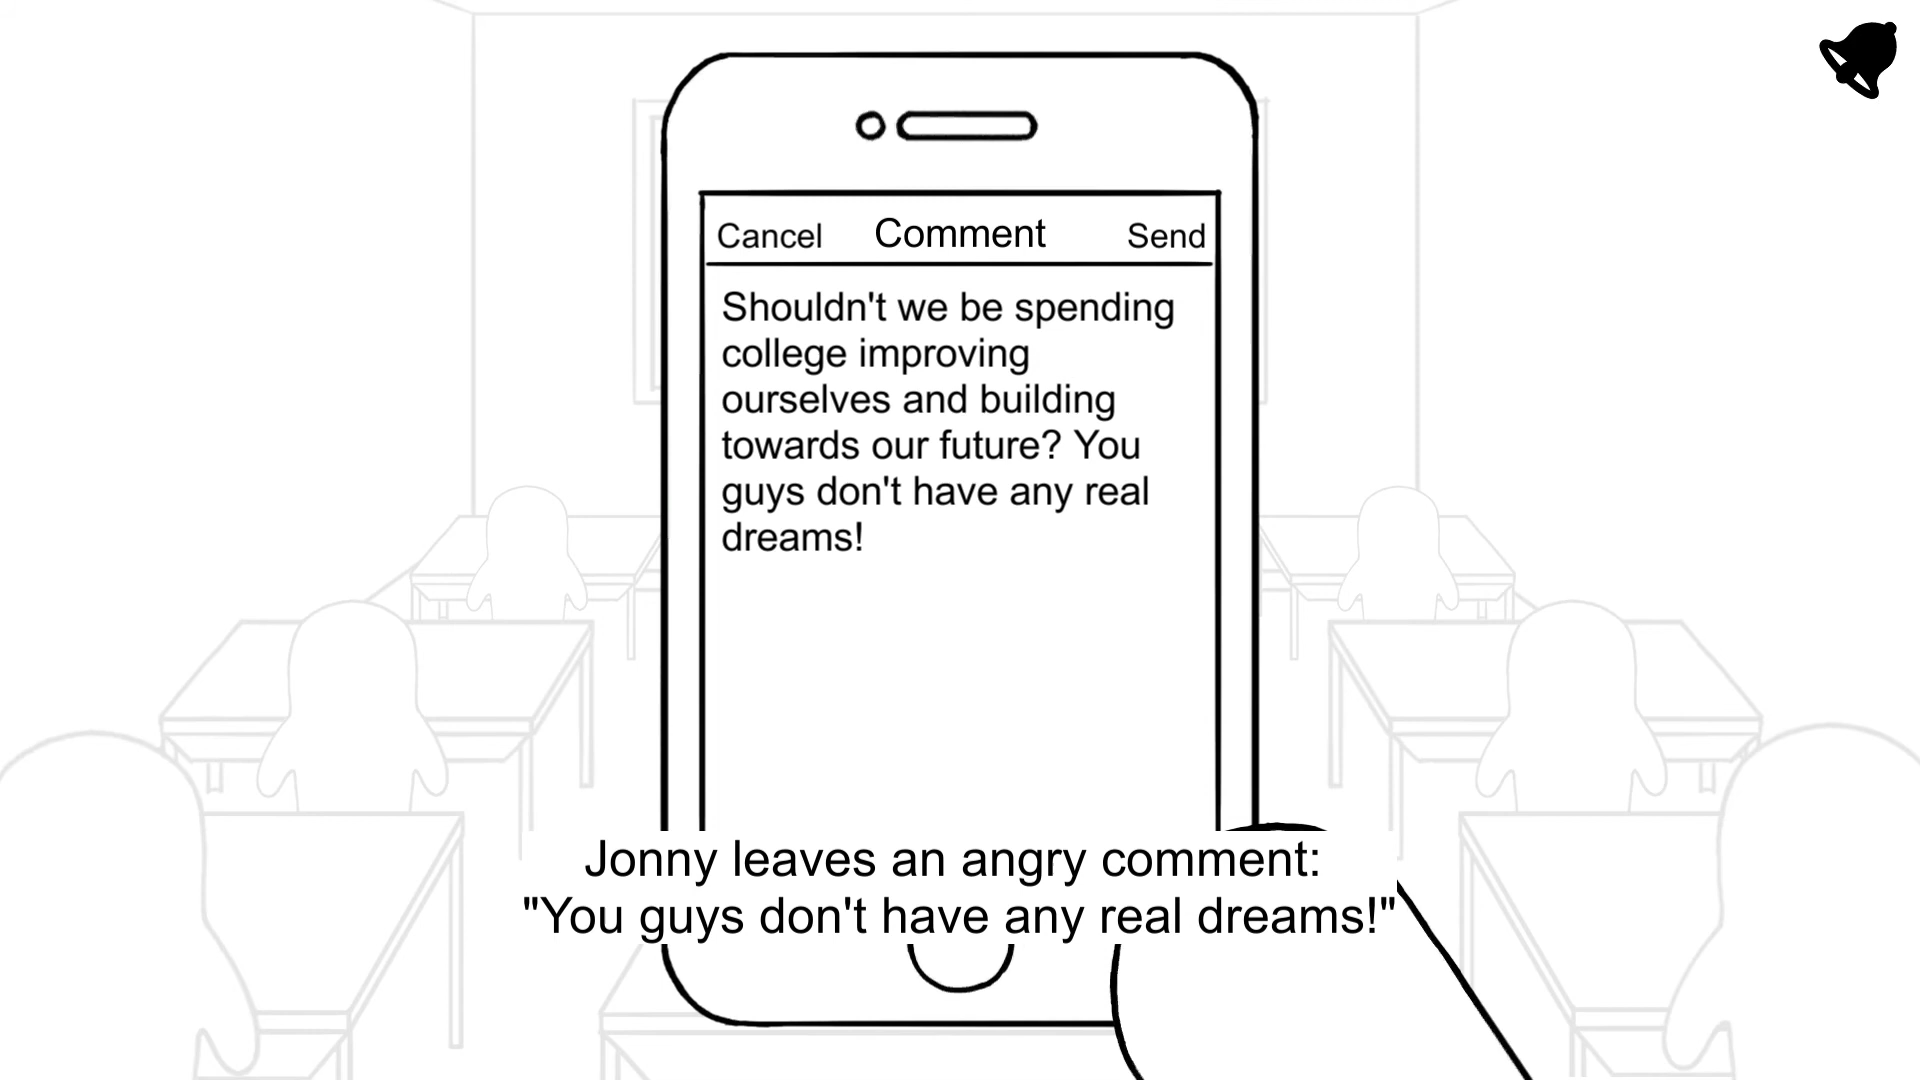 Cancel Comment Send
Shouldn't we be spending
college improving
ourselves and building
towards our future? You
guys don't have any real
dreams!
Jonny leaves an angry comment:
"You guys don't have any real dreams!"